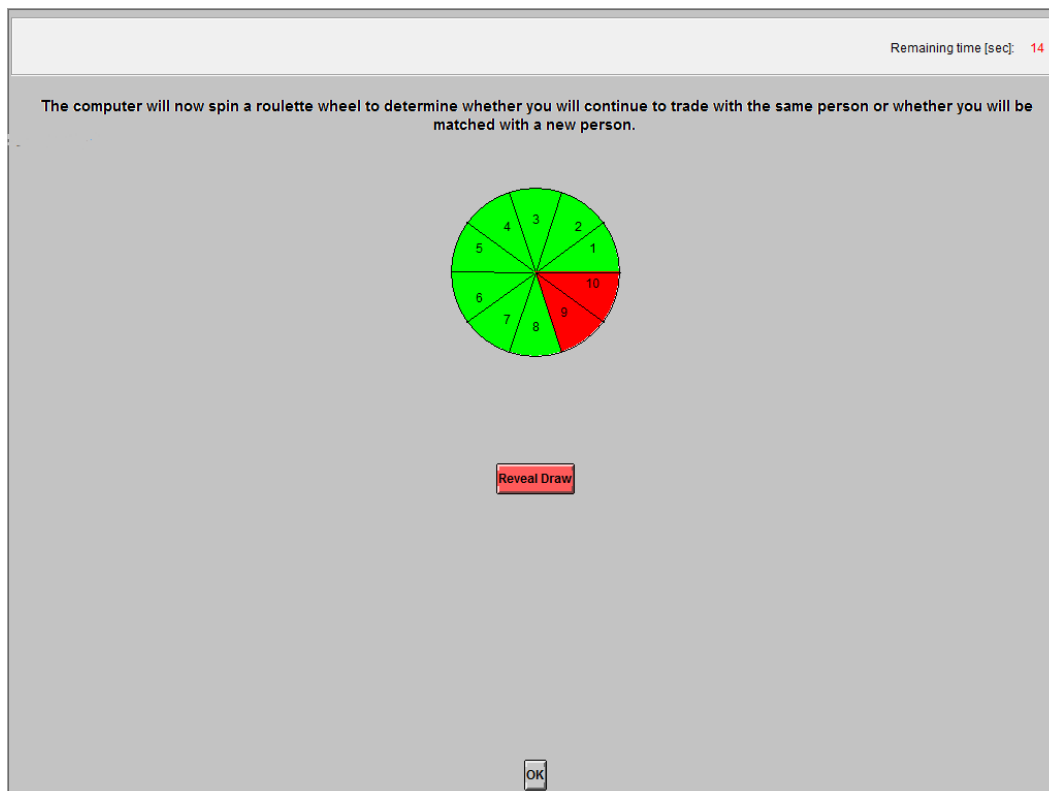 Remaining time [sec]: 14
The computer will now spin a roulette wheel to determine whether you will continue to trade with the same person or whether you will be
matched with a new person.
3
4
2
5
1
6
10
7
9
8
Reveal Draw
OK